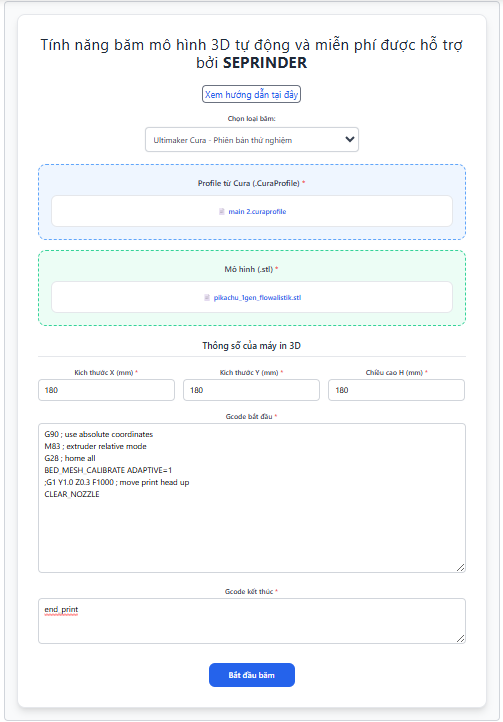 Tính năng băm mô hình 3D tự động và miễn phí được hỗ trợ
bởi SEPRINDER
Xem hướng dẫn tại đây
Chọn loại băm:
Ultimaker Cura - Phiên bản thử nghiệm
Profile từ Cura (.CuraProfile) *
main 2.curaprofile
Mô hình (.stl) *
pikachu_1gen_flowalistik.stl
Thông số của máy in 3D
Kích thước X (mm) * Kích thước Y (mm) * Chiều cao H (mm) *
180 180 180
Gcode bắt đầu *
G90 ; use absolute coordinates
M83 ; extruder relative mode
G28 ; home all
BED_MESH_CALIBRATE ADAPTIVE=1
;G1 Y1.0 Z0.3 F1000 ; move print head up
CLEAR_NOZZLE
Gcode kết thúc *
end_print
Bắt đầu băm